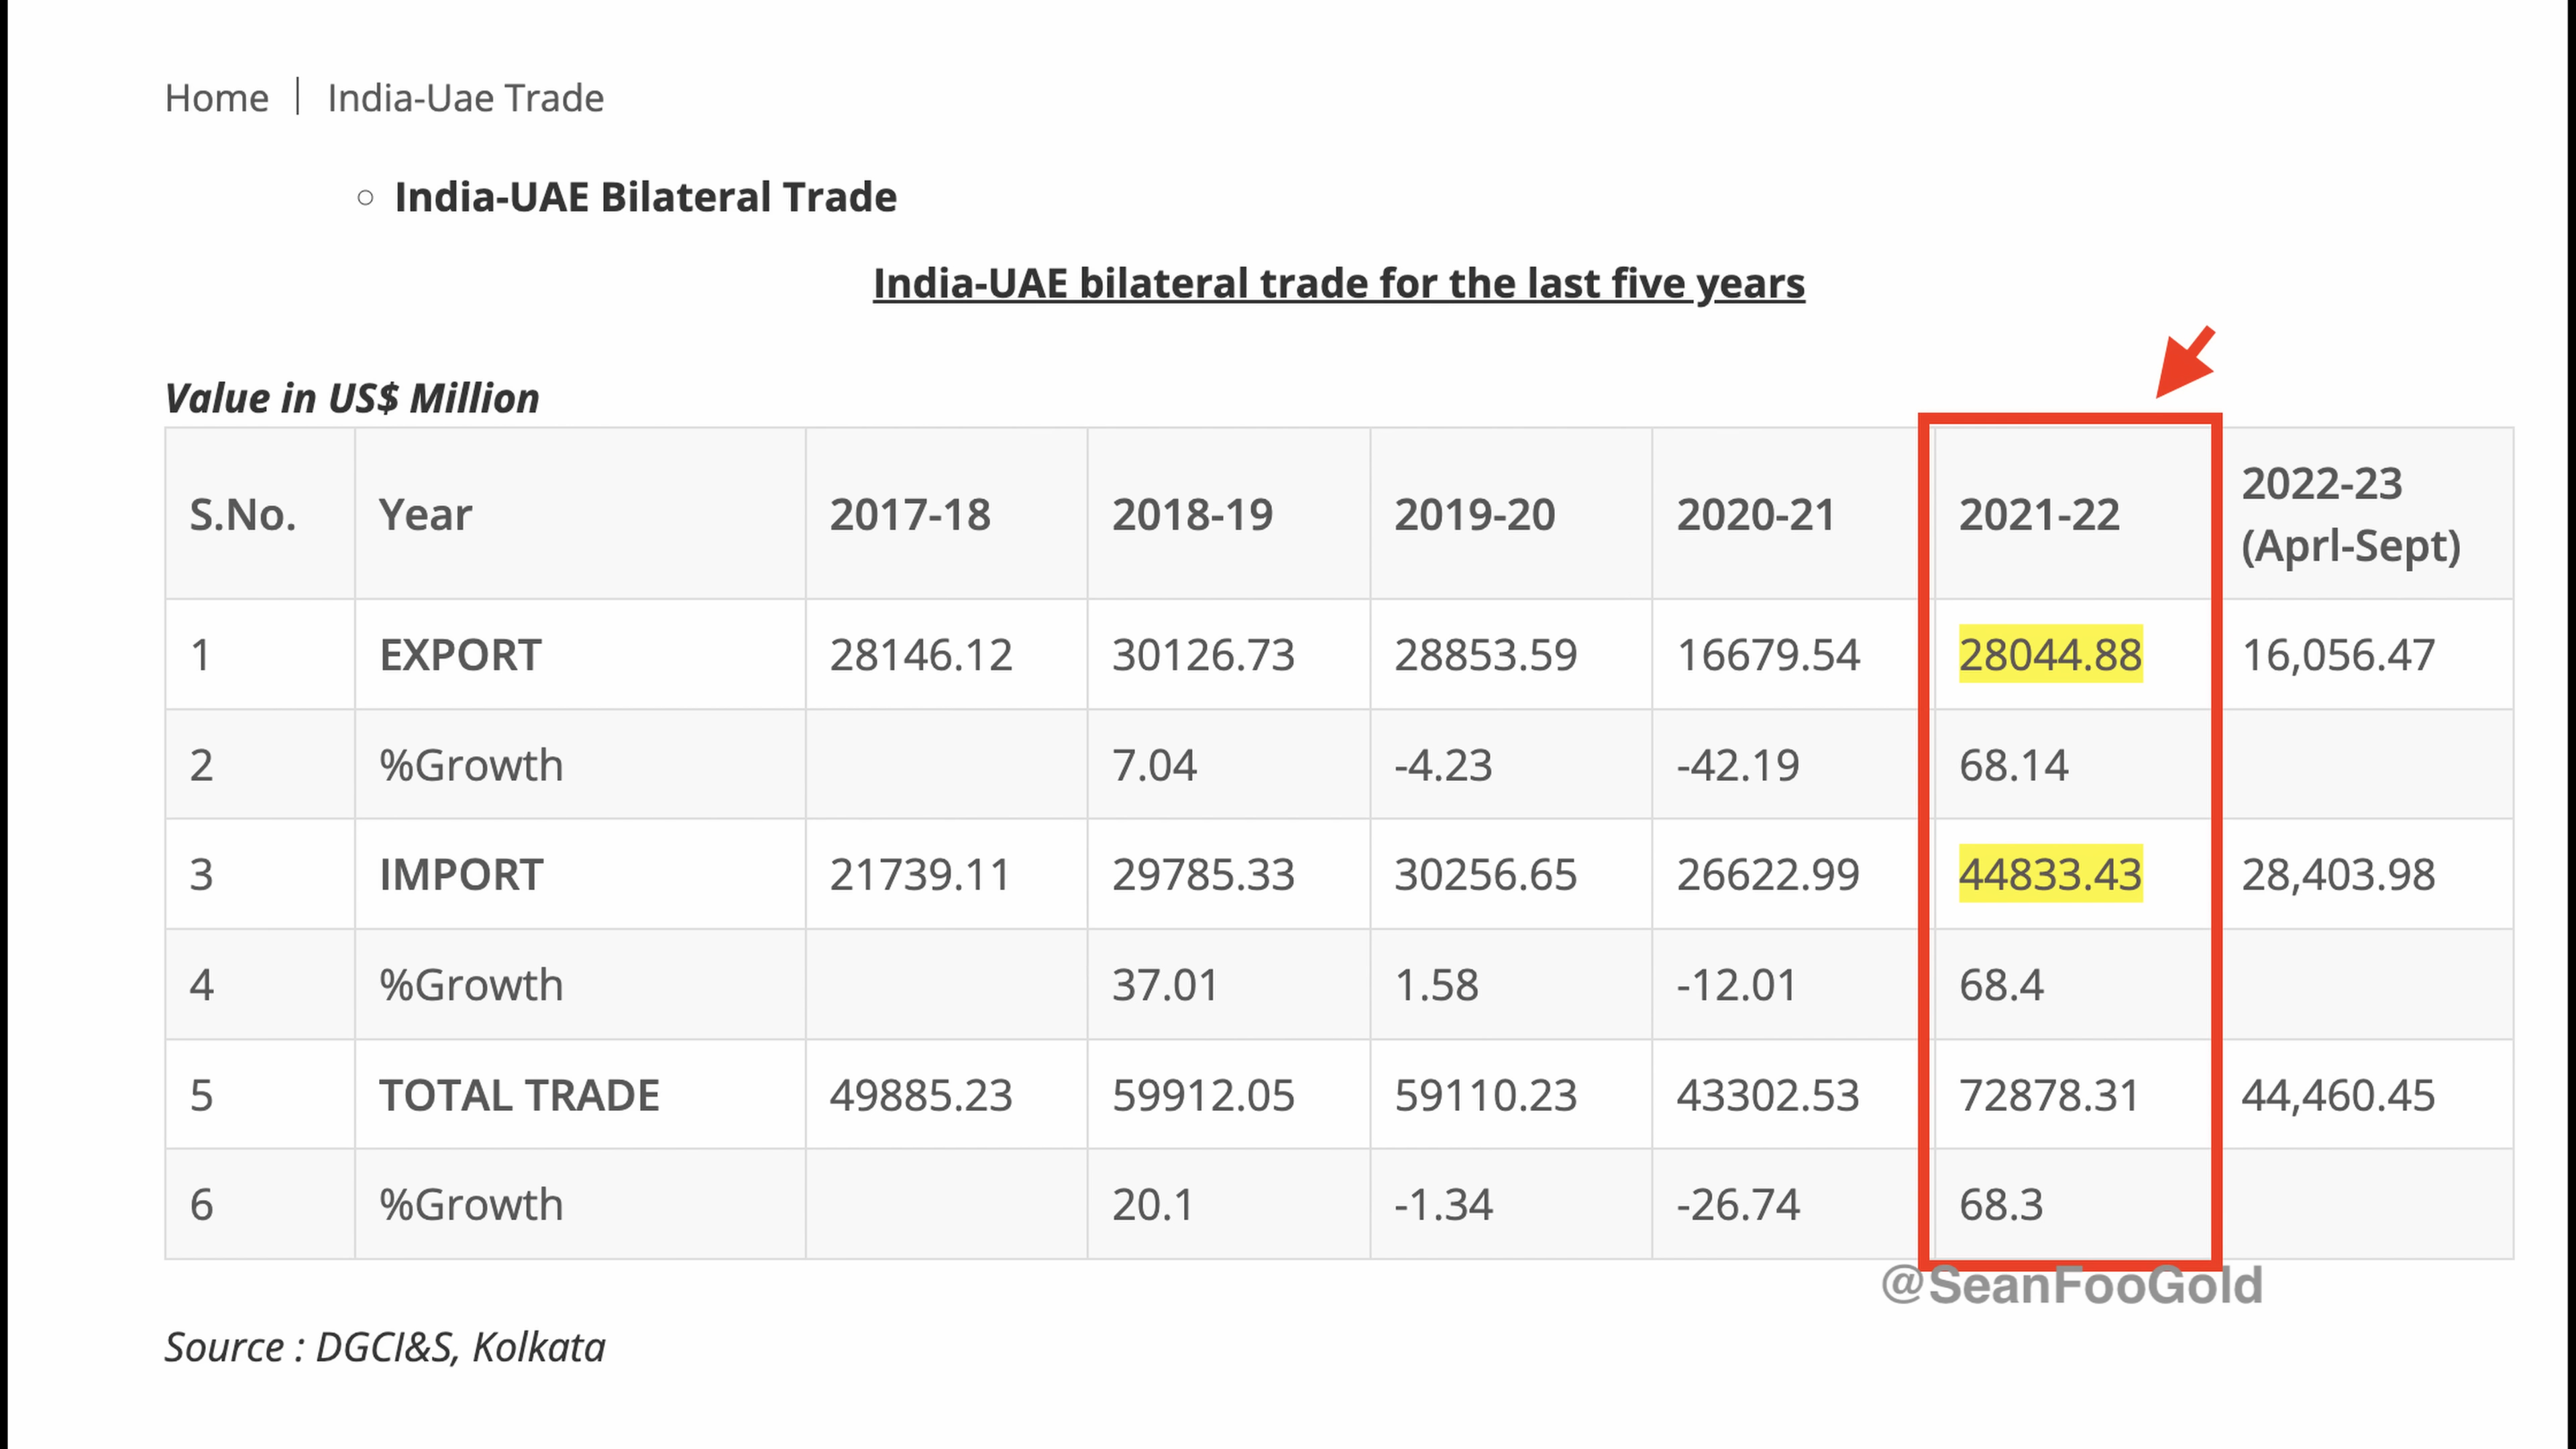 Home | India-Uae Trade
India-UAE Bilateral Trade
India-UAE bilateral trade for the last five years
Value in US$ Million
S.No. Year 2017-18 2018-19 2019-20 2020-21 2021-22 2022-23 (Aprl-Sept)
1 EXPORT 28146.12 30126.73 28853.59 16679.54 28044.88 16,056.47
2 %Growth 7.04 -4.23 -42.19 68.14
3 IMPORT 21739.11 29785.33 30256.65 26622.99 44833.43 28,403.98
4 %Growth 37.01 1.58 -12.01 68.4
5 TOTAL TRADE 49885.23 59912.05 59110.23 43302.53 72878.31 44,460.45
6 %Growth 20.1 -1.34 -26.74 68.3
@SeanFooGold
Source : DGCI&S, Kolkata